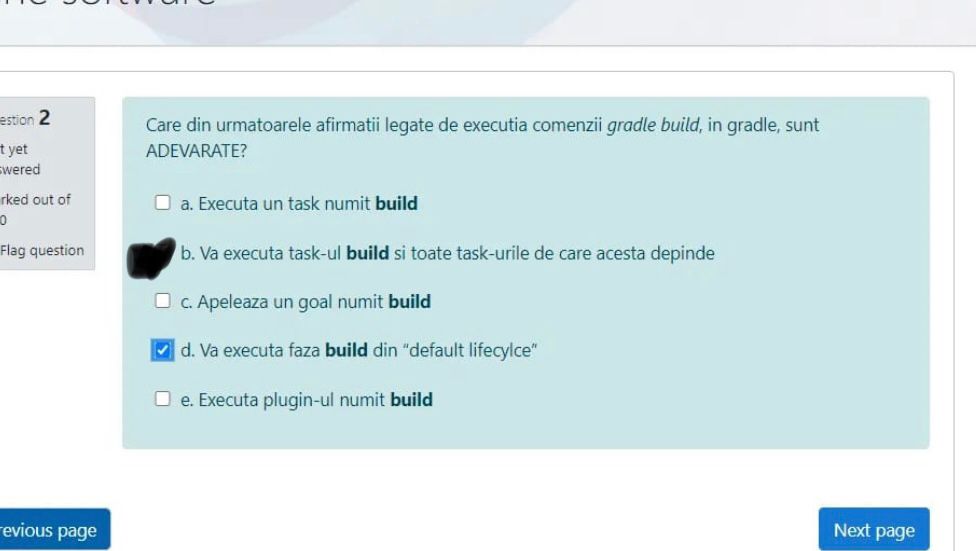 estion 2
t yet
swered
rked out of
0
Flag question
Care din urmatoarele afirmatii legate de executia comenzii gradle build, in gradle, sunt
ADEVARATE?
a. Executa un task numit build
b. Va executa task-ul build si toate task-urile de care acesta depinde
c. Apeleaza un goal numit build
d. Va executa faza build din “default lifecylce”
e. Executa plugin-ul numit build
revious page
Next page